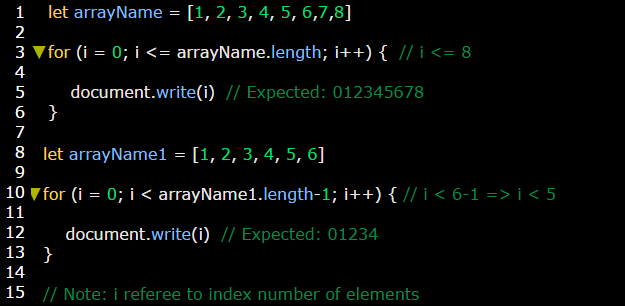 1 let arrayName = [1, 2, 3, 4, 5, 6,7,8]
2
3 for (i = 0; i <= arrayName.length; i++) { // i <= 8
4
5 document.write(i) // Expected: 012345678
6 }
7
8 let arrayName1 = [1, 2, 3, 4, 5, 6]
9
10 for (i = 0; i < arrayName1.length-1; i++) { // i < 6-1 => i < 5
11
12 document.write(i) // Expected: 01234
13 }
14
15 // Note: i referee to index number of elements